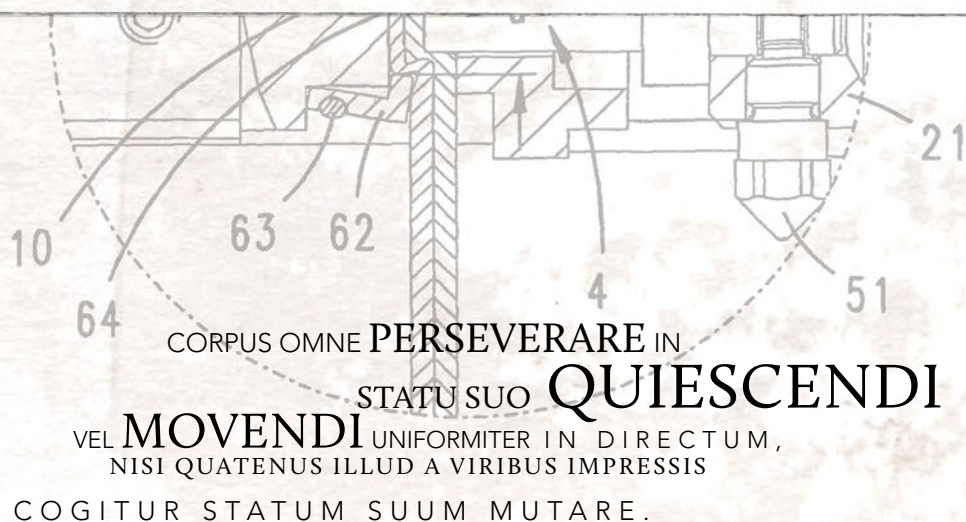 21
10
63 62
4
51
64
CORPUS OMNE PERSEVERARE IN
STATU SUO QUIESCENDI
VEL MOVENDI UNIFORMITER IN DIRECTUM,
NISI QUATENUS ILLUD A VIRIBUS IMPRESSIS
COGITUR STATUM SUUM MUTARE.